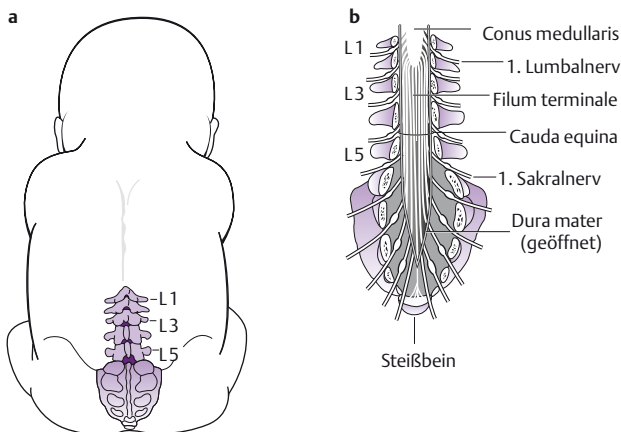 a
L1
L3
L5
b
L1
L3
L5
Conus medullaris
1. Lumbalnerv
Filum terminale
Cauda equina
1. Sakralnerv
Dura mater
(geöffnet)
Steißbein